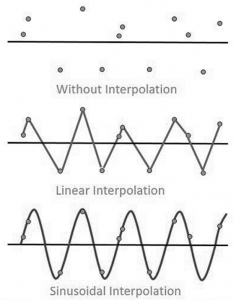 Without Interpolation
Linear Interpolation
Sinusoidal Interpolation